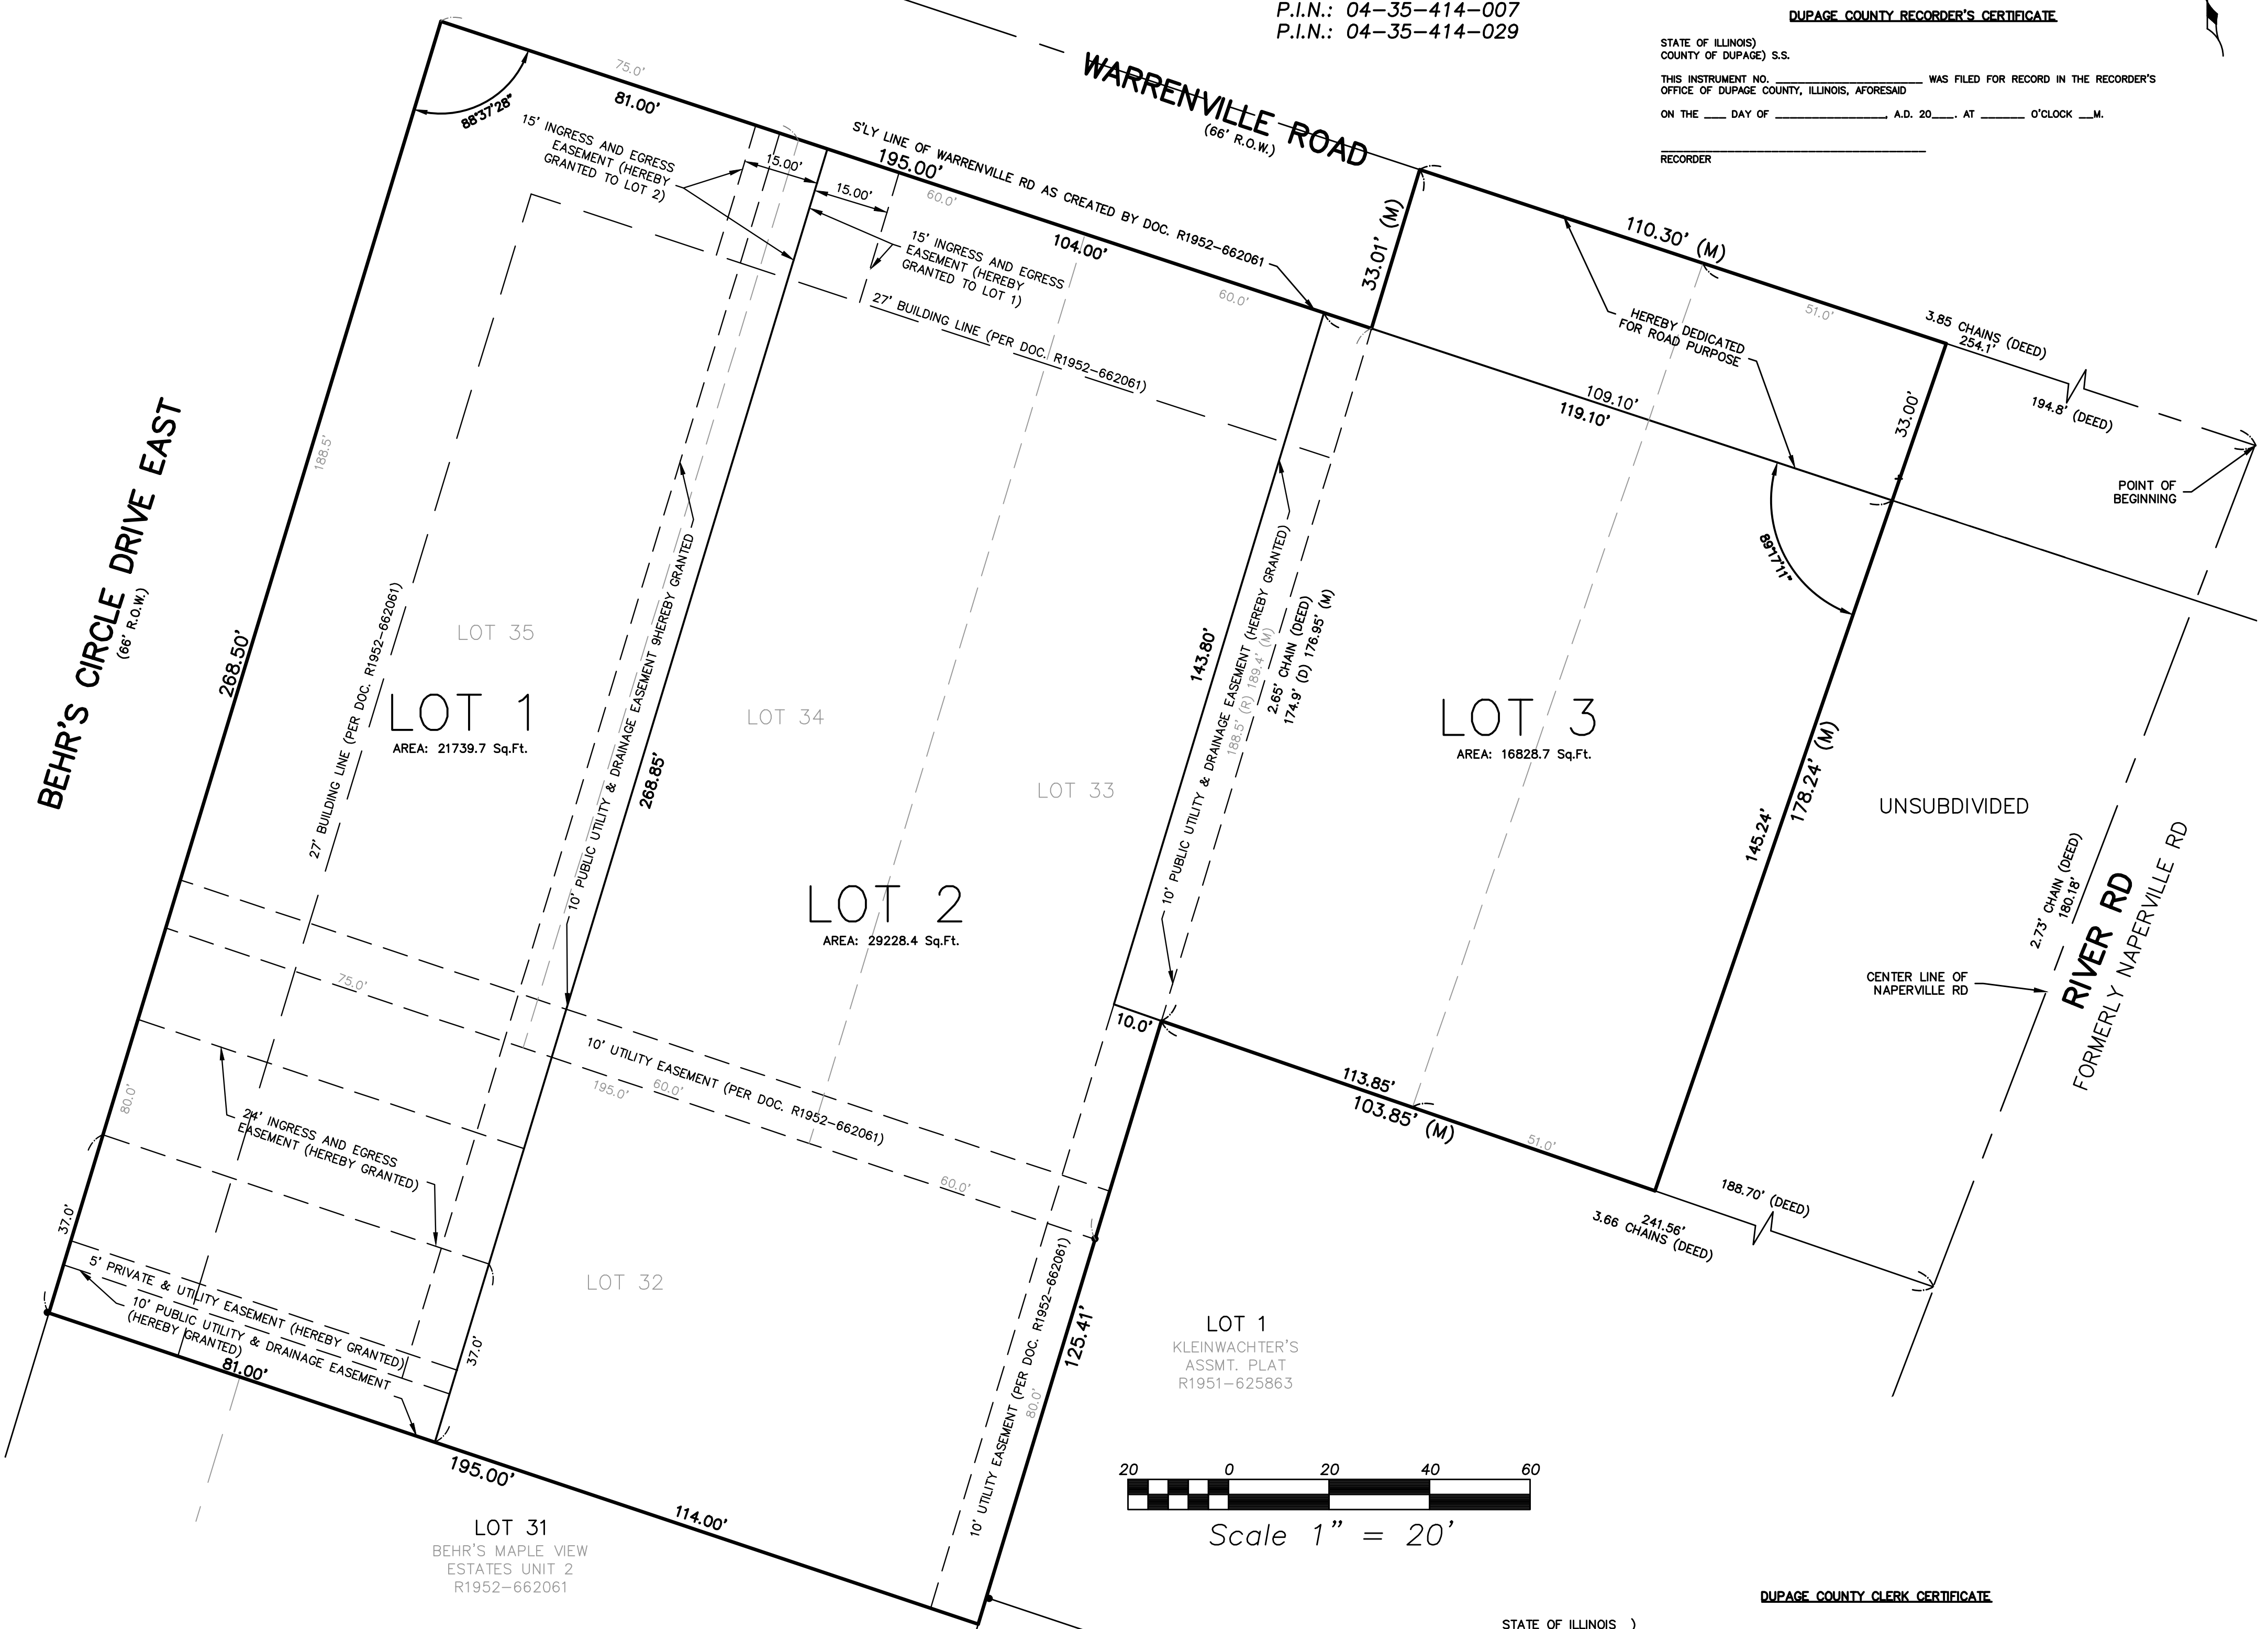 P.I.N.: 04-35-414-007
P.I.N.: 04-35-414-029
DUPAGE COUNTY RECORDER'S CERTIFICATE
STATE OF ILLINOIS)
COUNTY OF DUPAGE) S.S.
THIS INSTRUMENT NO. ____________________ WAS FILED FOR RECORD IN THE RECORDER'S
OFFICE OF DUPAGE COUNTY, ILLINOIS, AFORESAID
ON THE ___ DAY OF _______________, A.D. 20___. AT ______ O'CLOCK __M.
RECORDER
WARRENVILLE ROAD
(66' R.O.W.)
75.0'
81.00'
88°37'28"
15' INGRESS AND EGRESS
EASEMENT (HEREBY
GRANTED TO LOT 2)
15.00'
15.00'
S'LY LINE OF WARRENVILLE RD AS CREATED BY DOC. R1952-662061
195.00'
60.0'
104.00'
60.0'
15' INGRESS AND EGRESS
EASEMENT (HEREBY
GRANTED TO LOT 1)
27' BUILDING LINE (PER DOC. R1952-662061)
33.01' (M)
110.30' (M)
51.0'
HEREBY DEDICATED
FOR ROAD PURPOSE
3.85 CHAINS (DEED)
254.1'
194.8' (DEED)
33.00'
109.10'
119.10'
POINT OF
BEGINNING
89°17'11"
BEHR'S CIRCLE DRIVE EAST
(66' R.O.W.)
188.5'
268.50'
27' BUILDING LINE (PER DOC. R1952-662061)
LOT 35
LOT 1
AREA: 21739.7 Sq.Ft.
10' PUBLIC UTILITY & DRAINAGE EASEMENT 9HEREBY GRANTED
268.85'
LOT 34
LOT 33
LOT 2
AREA: 29228.4 Sq.Ft.
143.80'
10' PUBLIC UTILITY & DRAINAGE EASEMENT (HEREBY GRANTED)
188.5' (R) 189.4' (M)
2.65' CHAIN (DEED)
174.9' (D) 176.95' (M)
LOT 3
AREA: 16828.7 Sq.Ft.
145.24'
178.24' (M)
UNSUBDIVIDED
2.73' CHAIN (DEED)
180.18'
RIVER RD
FORMERLY NAPERVILLE RD
CENTER LINE OF
NAPERVILLE RD
75.0'
10.0'
10' UTILITY EASEMENT (PER DOC. R1952-662061)
195.0'
60.0'
60.0'
113.85'
103.85' (M)
51.0'
188.70' (DEED)
241.56'
3.66 CHAINS (DEED)
80.0'
24' INGRESS AND EGRESS
EASEMENT (HEREBY GRANTED)
37.0'
5' PRIVATE & UTILITY EASEMENT (HEREBY GRANTED)
10' PUBLIC UTILITY & DRAINAGE EASEMENT
(HEREBY GRANTED)
81.00'
37.0'
LOT 32
10' UTILITY EASEMENT (PER DOC. R1952-662061)
80.0'
125.41'
LOT 1
KLEINWACHTER'S
ASSMT. PLAT
R1951-625863
195.00'
114.00'
LOT 31
BEHR'S MAPLE VIEW
ESTATES UNIT 2
R1952-662061
20 0 20 40 60
Scale 1" = 20'
DUPAGE COUNTY CLERK CERTIFICATE
STATE OF ILLINOIS )